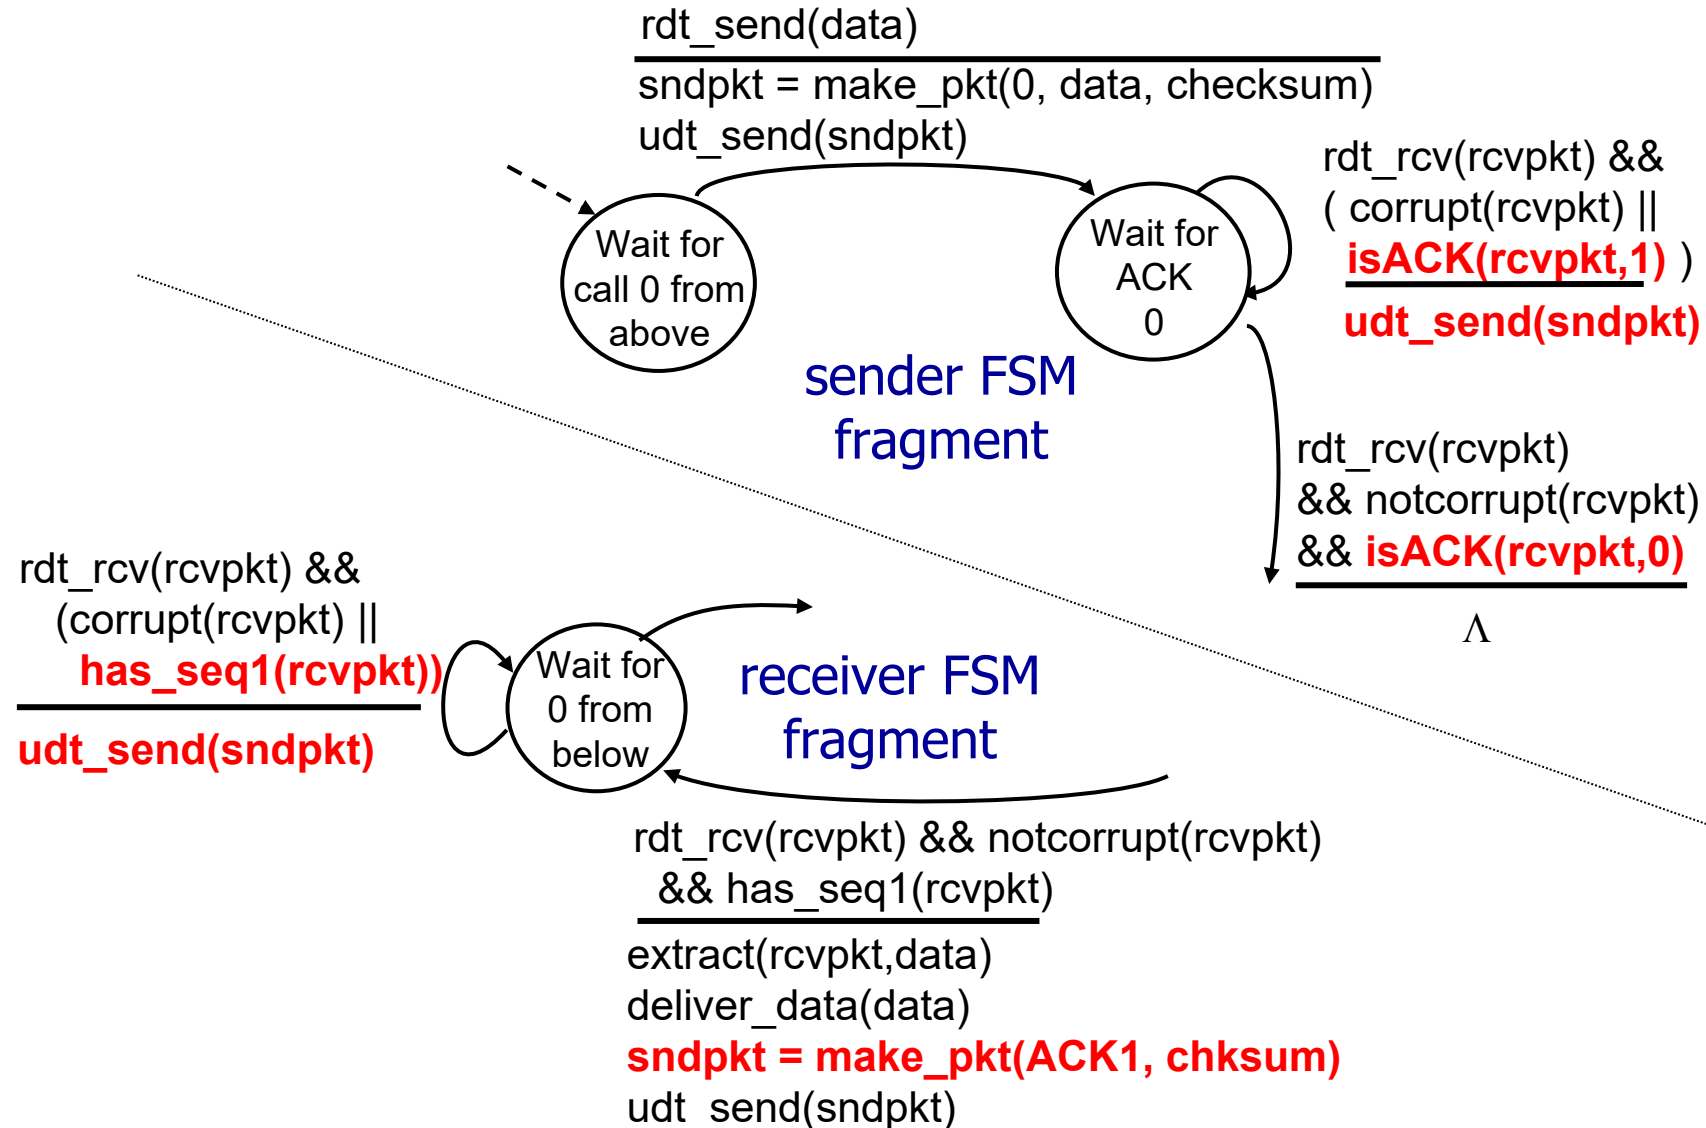 rdt_send(data)
sndpkt = make_pkt(0, data, checksum)
udt_send(sndpkt)
rdt_rcv(rcvpkt) &&
( corrupt(rcvpkt) ||
isACK(rcvpkt,1) )
udt_send(sndpkt)
Wait for
call 0 from
above
Wait for
ACK
0
sender FSM
fragment
rdt_rcv(rcvpkt)
&& notcorrupt(rcvpkt)
&& isACK(rcvpkt,0)
Λ
rdt_rcv(rcvpkt) &&
(corrupt(rcvpkt) ||
has_seq1(rcvpkt))
udt_send(sndpkt)
Wait for
0 from
below
receiver FSM
fragment
rdt_rcv(rcvpkt) && notcorrupt(rcvpkt)
&& has_seq1(rcvpkt)
extract(rcvpkt,data)
deliver_data(data)
sndpkt = make_pkt(ACK1, chksum)
udt_send(sndpkt)